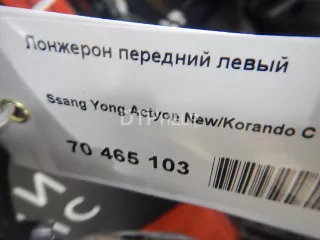 Лонжерон передний левый
Ssang Yong Actyon New/Korando C
70 465 103